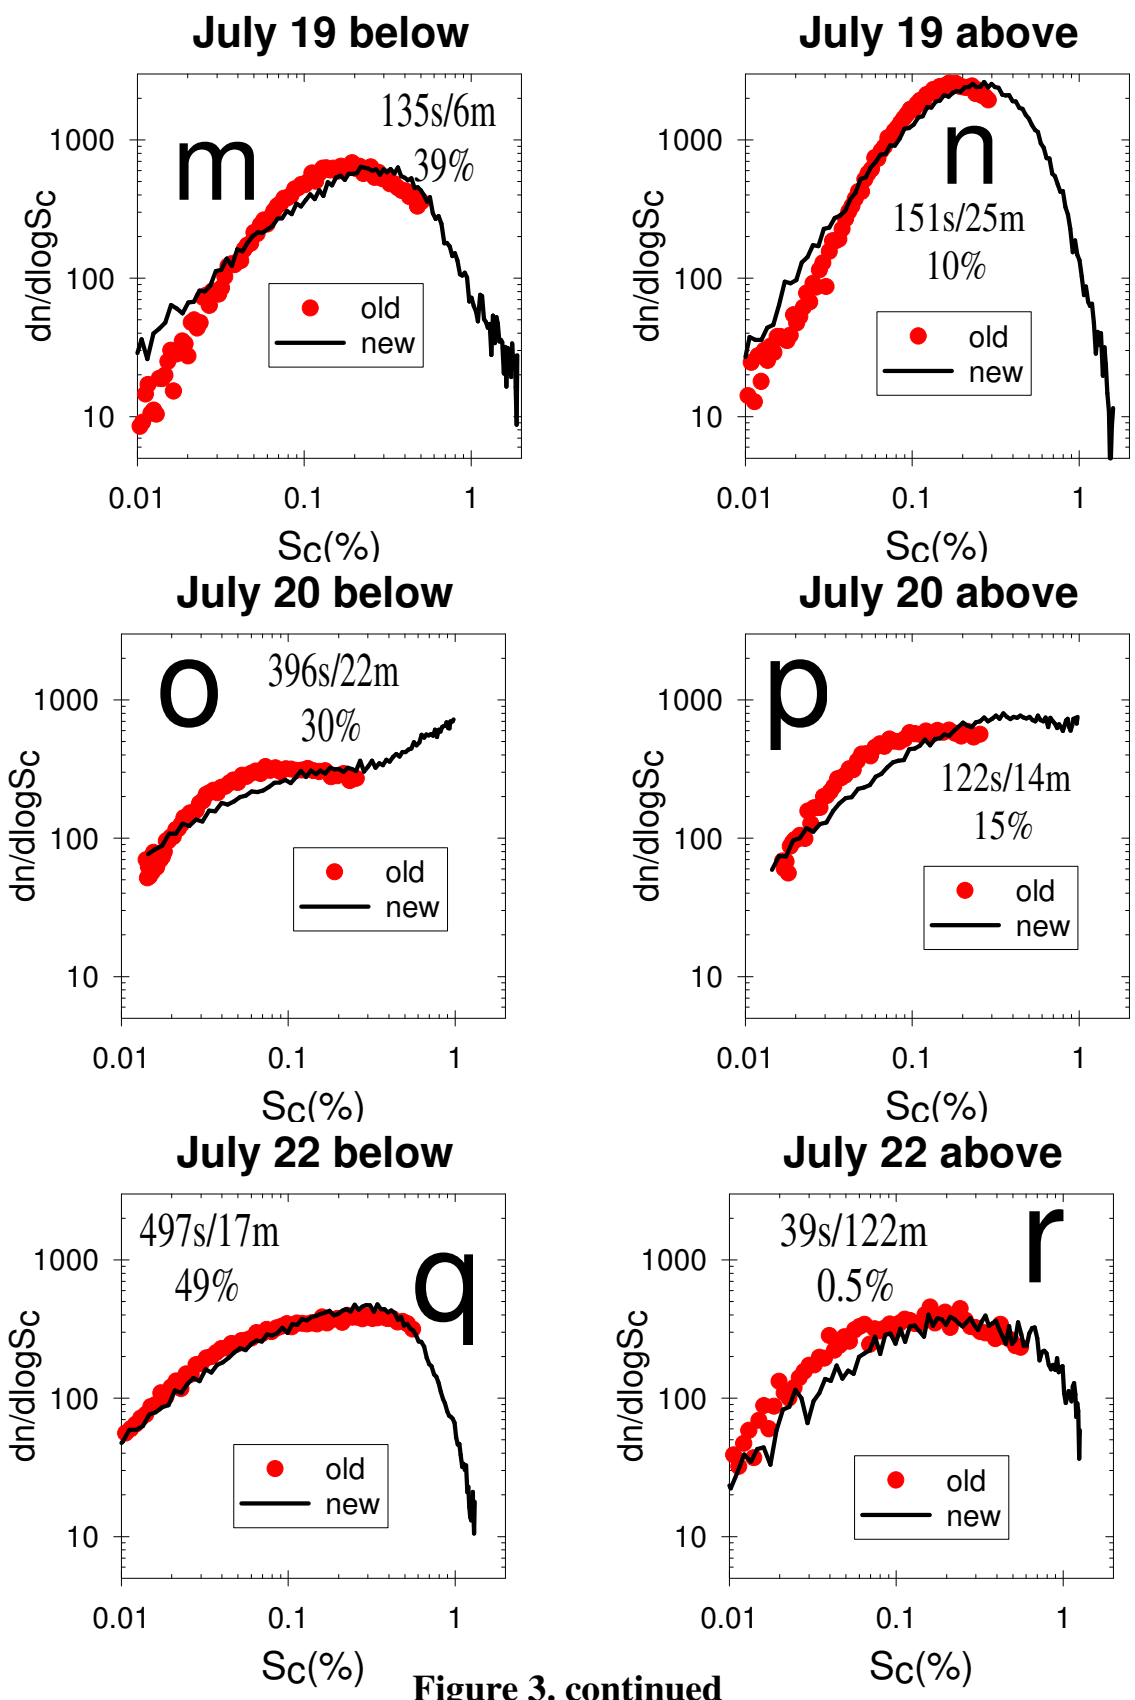 July 19 below
135s/6m
39%
m
dn/dlogSc
1000
100
10
old
new
0.01 0.1 1
Sc(%)
July 19 above
n
151s/25m
10%
dn/dlogSc
1000
100
10
old
new
0.01 0.1 1
Sc(%)
July 20 below
o
396s/22m
30%
dn/dlogSc
1000
100
10
old
new
0.01 0.1 1
Sc(%)
July 20 above
p
122s/14m
15%
dn/dlogSc
1000
100
10
old
new
0.01 0.1 1
Sc(%)
July 22 below
497s/17m
49%
q
dn/dlogSc
1000
100
10
old
new
0.01 0.1 1
Sc(%)
July 22 above
39s/122m
0.5%
r
dn/dlogSc
1000
100
10
old
new
0.01 0.1 1
Sc(%)
Figure 3. continued